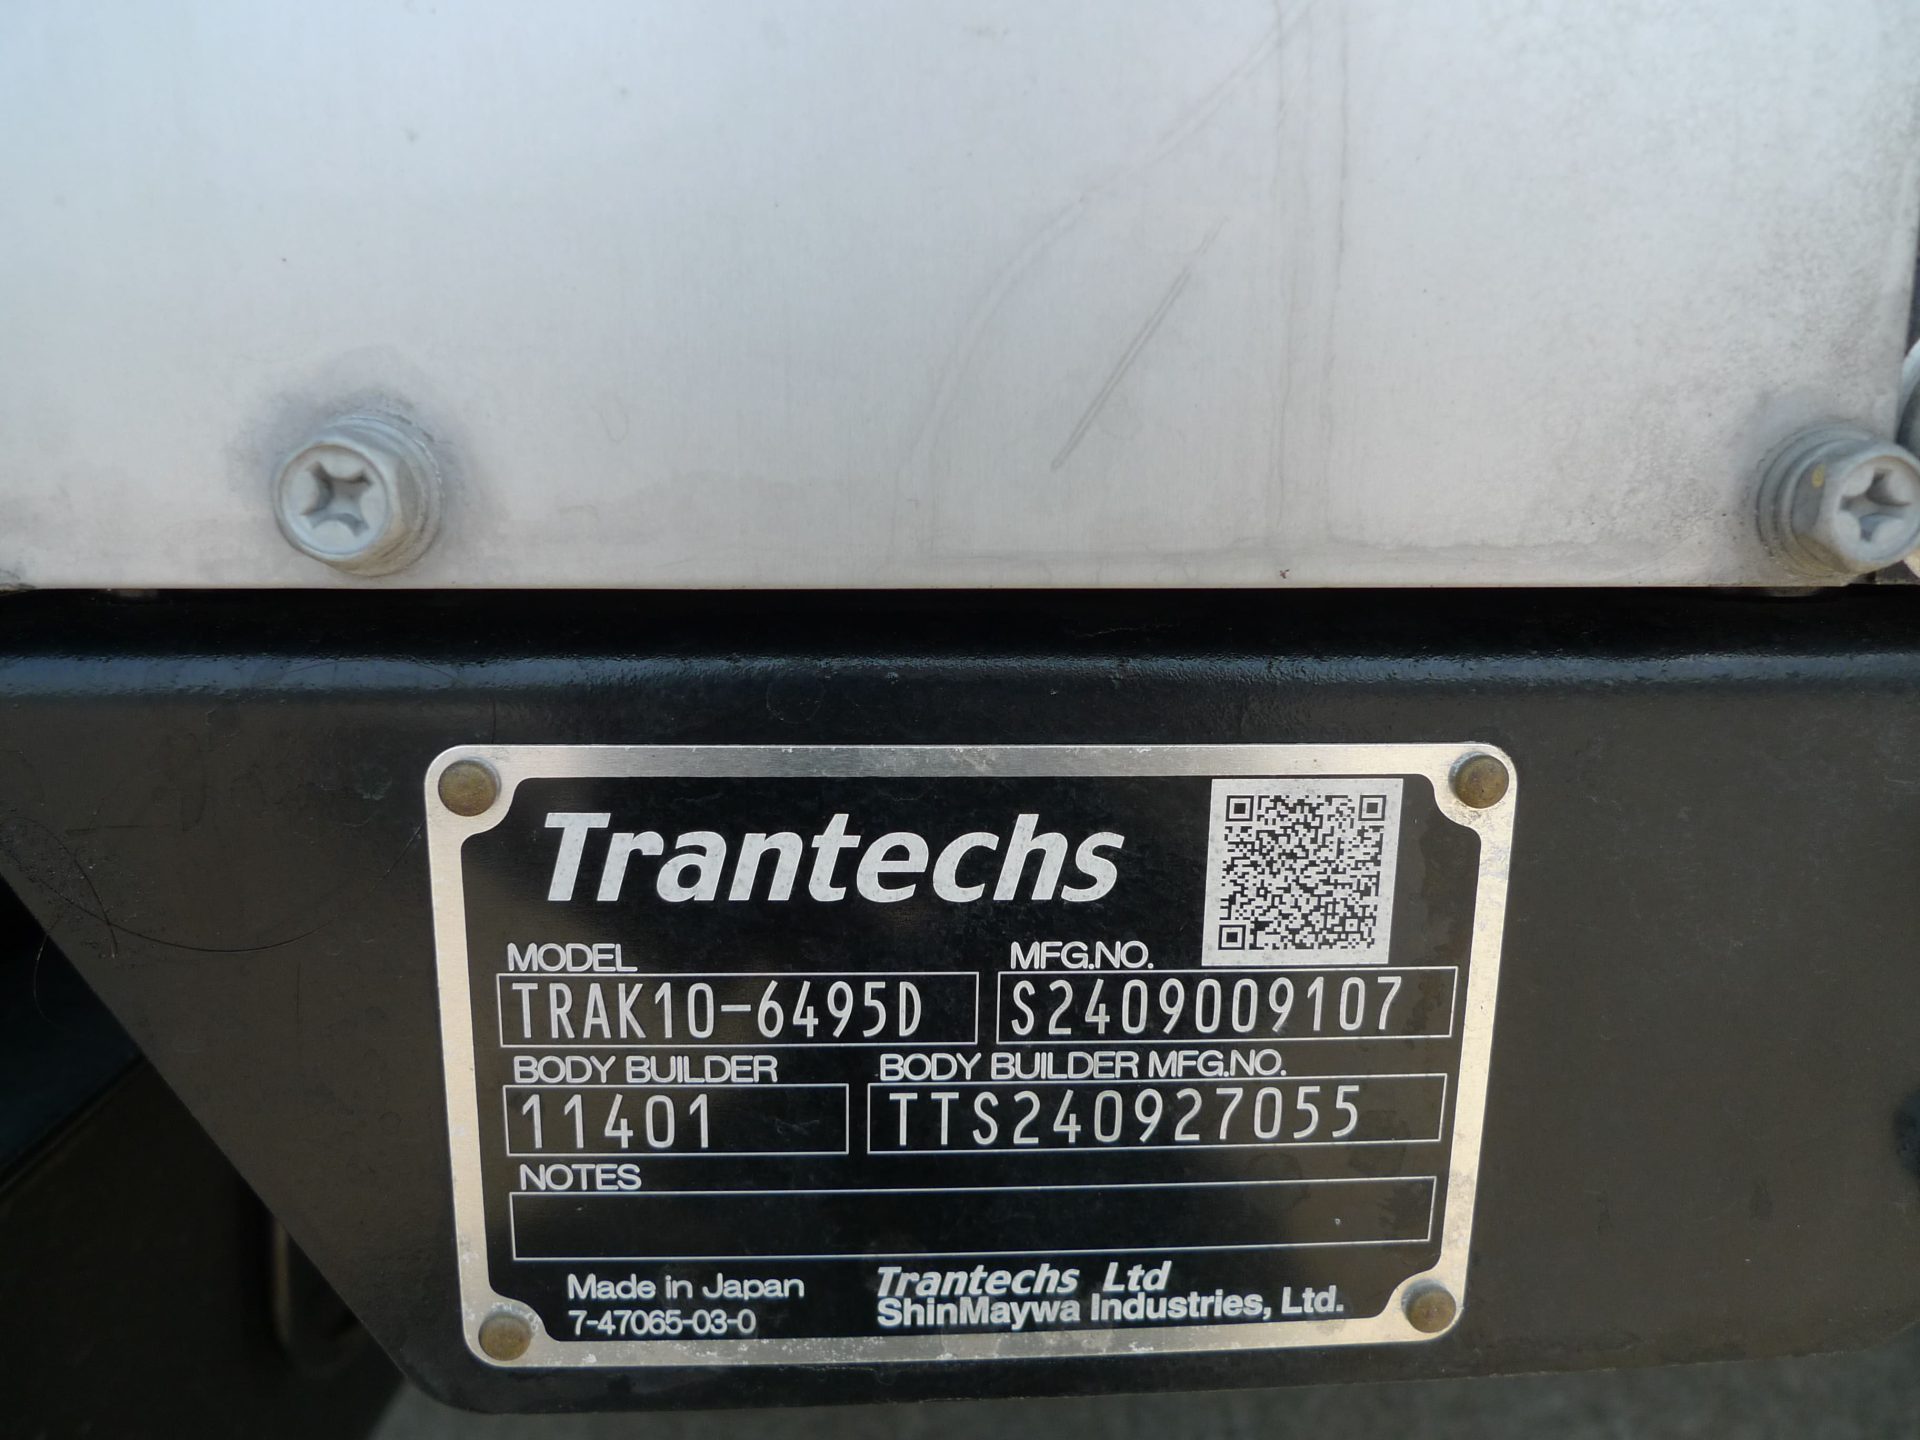 Trantechs
MODEL
MFG.NO.
TRAK10-6495D
S2409009107
BODY BUILDER
BODY BUILDER MFG.NO.
11401
TTS240927055
NOTES
Made in Japan
7-47065-03-0
Trantechs Ltd
ShinMaywa Industries, Ltd.